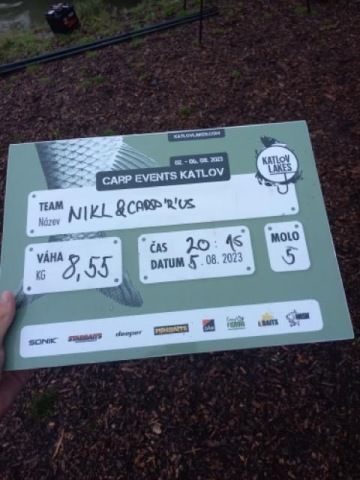 KATLOVLAKES.COM
02. - 06. 08. 2023
CARP EVENTS KATLOV
KATLOV
LAKES
TEAM
Název
NIKL & CARP 'R' US
VÁHA
KG
8,55
ČAS 20:15
DATUM 5.08.2023
MOLO
5
SONIK STARBAITS deeper MIKBAITS